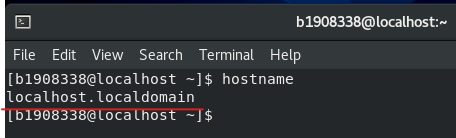 b1908338@localhost:~
File Edit View Search Terminal Help
[b1908338@localhost ~]$ hostname
localhost.localdomain
[b1908338@localhost ~]$